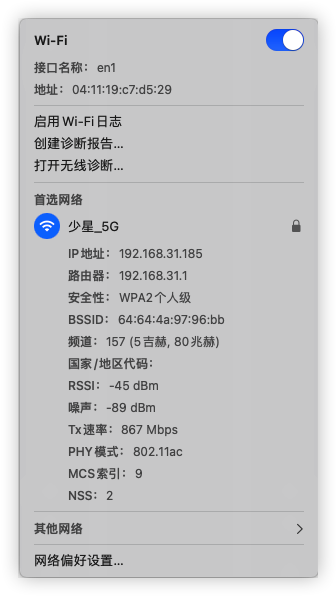 Wi-Fi
接口名称： en1
地址： 04:11:19:c7:d5:29
启用 Wi-Fi 日志
创建诊断报告...
打开无线诊断...
首选网络
少星_5G
IP 地址： 192.168.31.185
路由器： 192.168.31.1
安全性： WPA2 个人级
BSSID： 64:64:4a:97:96:bb
频道： 157 (5 吉赫, 80 兆赫)
国家/地区代码：
RSSI： -45 dBm
噪声： -89 dBm
Tx 速率： 867 Mbps
PHY 模式： 802.11ac
MCS 索引： 9
NSS： 2
其他网络
网络偏好设置...